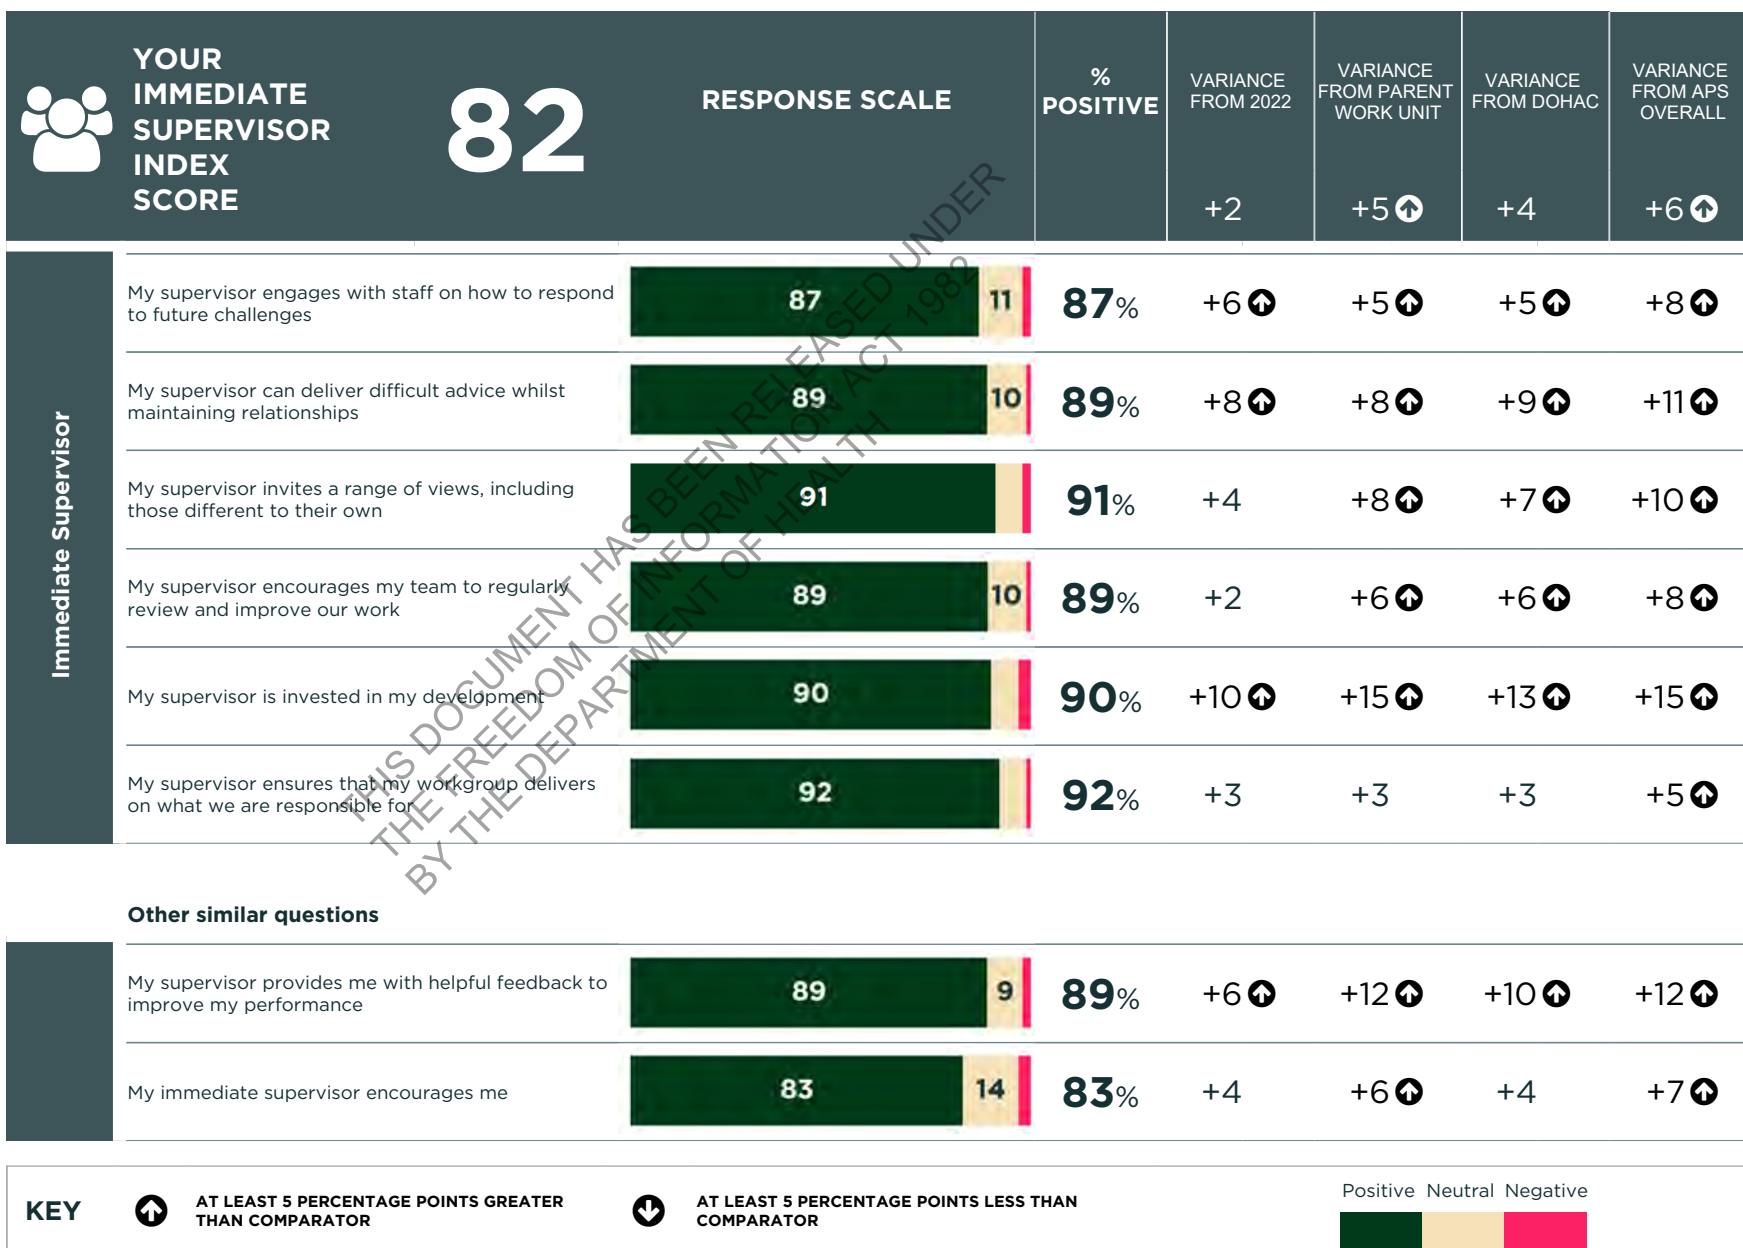 YOUR
IMMEDIATE
SUPERVISOR
INDEX
SCORE
82
RESPONSE SCALE
%
POSITIVE
VARIANCE
FROM 2022
+2
VARIANCE
FROM PARENT
WORK UNIT
+5
VARIANCE
FROM DOHAC
+4
VARIANCE
FROM APS
OVERALL
+6
Immediate Supervisor
My supervisor engages with staff on how to respond
to future challenges
87 11 87% +6 +5 +5 +8
My supervisor can deliver difficult advice whilst
maintaining relationships
89 10 89% +8 +8 +9 +11
My supervisor invites a range of views, including
those different to their own
91 91% +4 +8 +7 +10
My supervisor encourages my team to regularly
review and improve our work
89 10 89% +2 +6 +6 +8
My supervisor is invested in my development
90 90% +10 +15 +13 +15
My supervisor ensures that my workgroup delivers
on what we are responsible for
92 92% +3 +3 +3 +5
THIS DOCUMENT HAS BEEN RELEASED UNDER
THE FREEDOM OF INFORMATION ACT 1982
BY THE DEPARTMENT OF HEALTH
Other similar questions
My supervisor provides me with helpful feedback to
improve my performance
89 9 89% +6 +12 +10 +12
My immediate supervisor encourages me
83 14 83% +4 +6 +4 +7
KEY
AT LEAST 5 PERCENTAGE POINTS GREATER
THAN COMPARATOR
AT LEAST 5 PERCENTAGE POINTS LESS THAN
COMPARATOR
Positive Neutral Negative